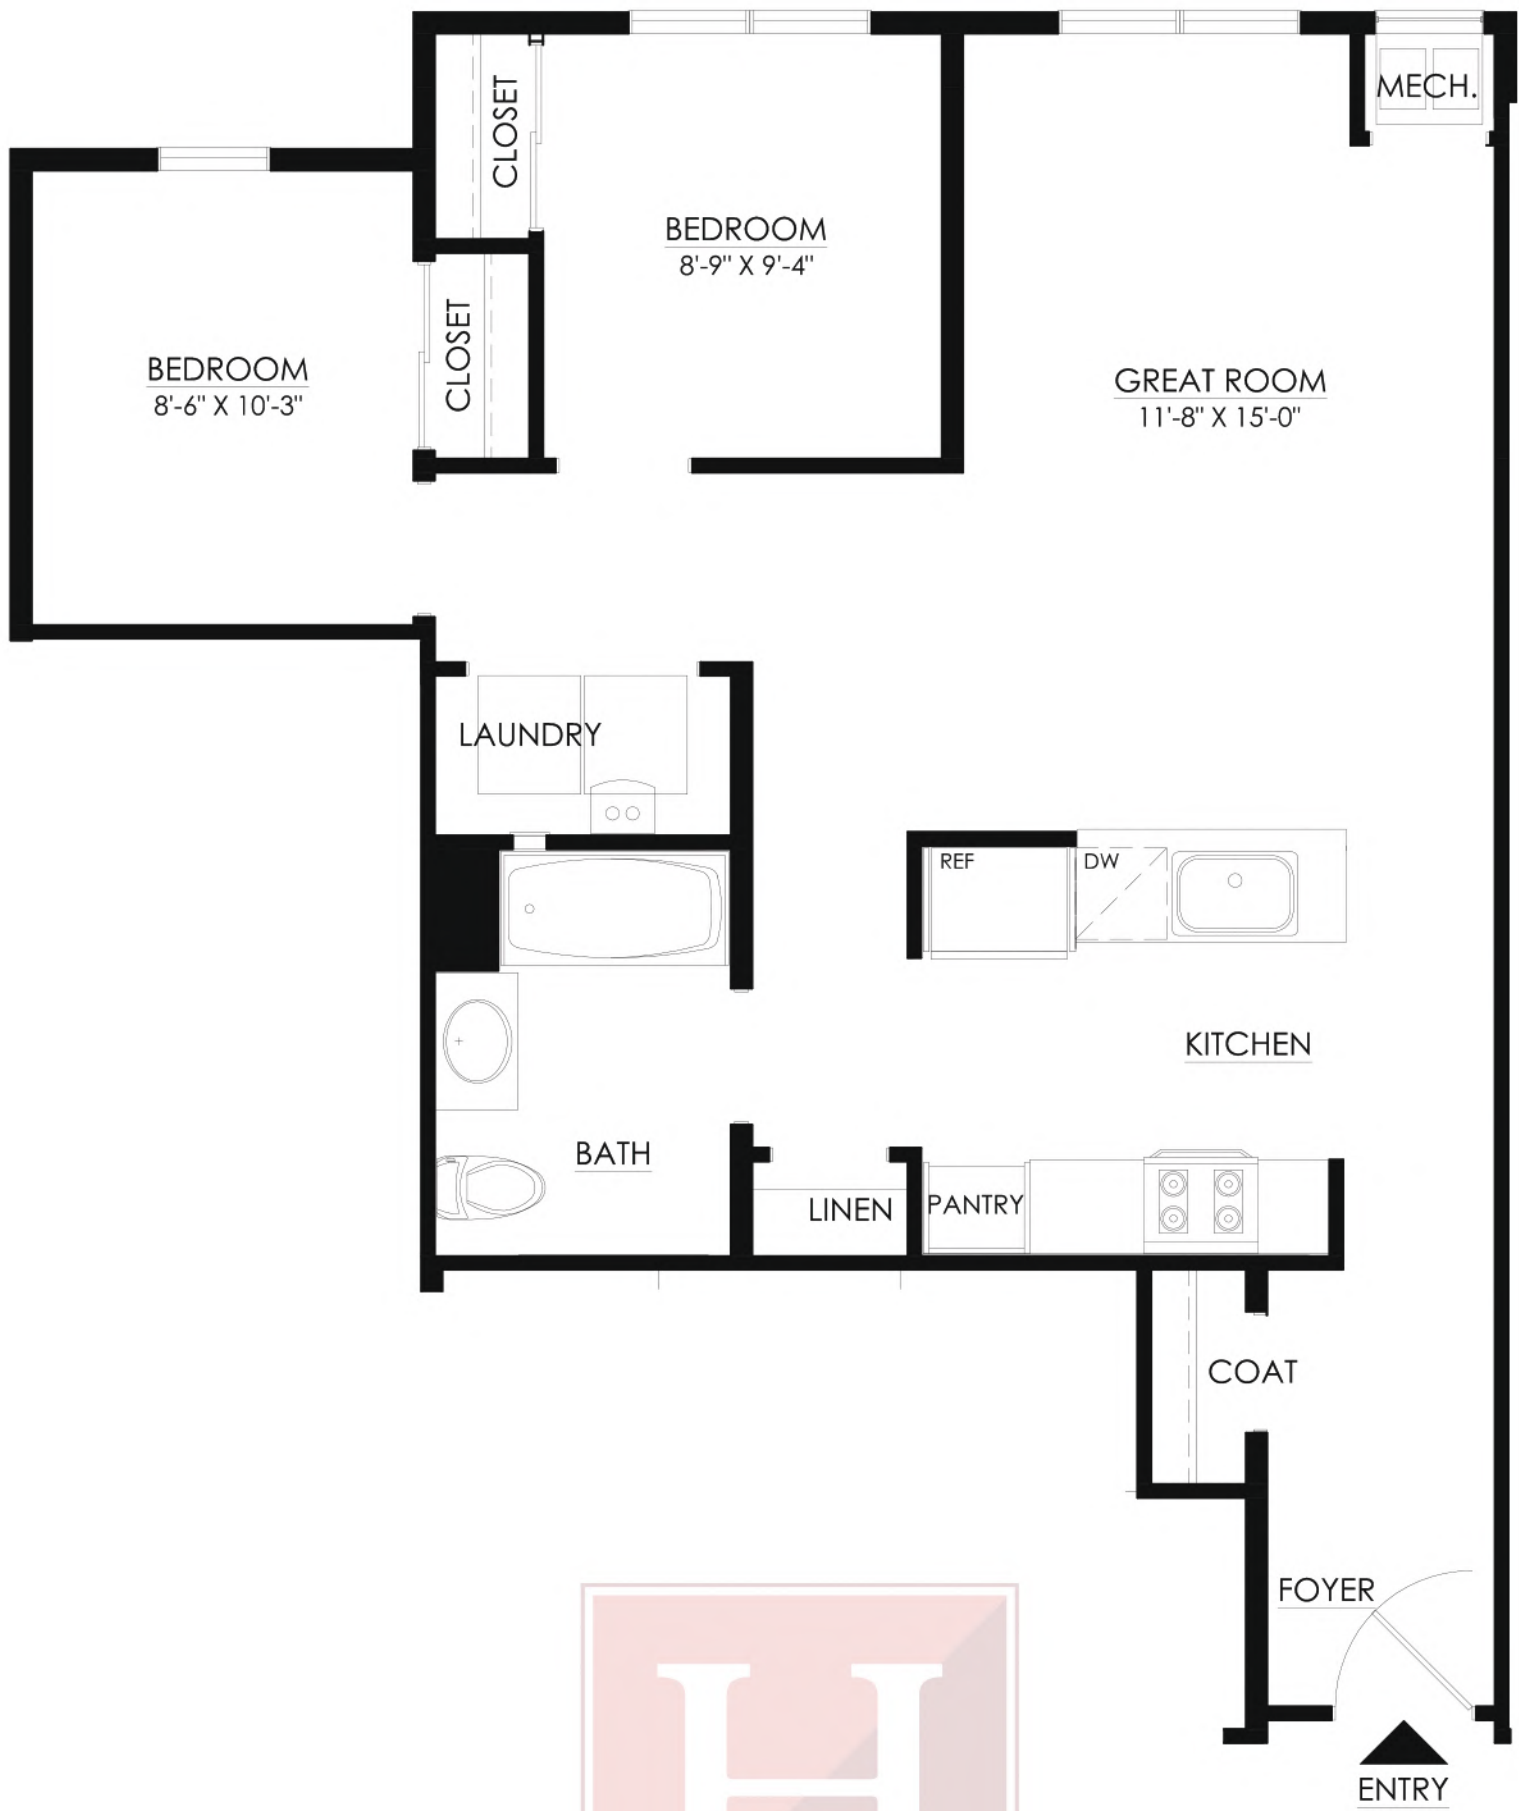 MECH.
CLOSET
BEDROOM
8'-9" X 9'-4"
CLOSET
BEDROOM
8'-6" X 10'-3"
GREAT ROOM
11'-8" X 15'-0"
LAUNDRY
REF
DW
KITCHEN
BATH
LINEN
PANTRY
COAT
FOYER
H
ENTRY